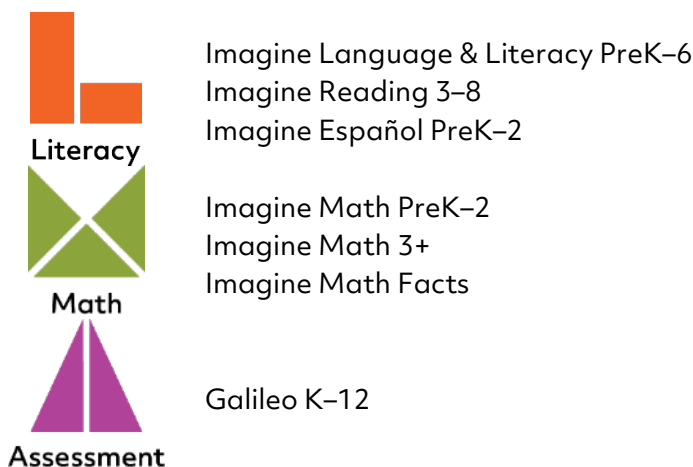 Imagine Language & Literacy PreK–6
Imagine Reading 3–8
Imagine Español PreK–2
Literacy
Imagine Math PreK–2
Imagine Math 3+
Imagine Math Facts
Math
Galileo K–12
Assessment